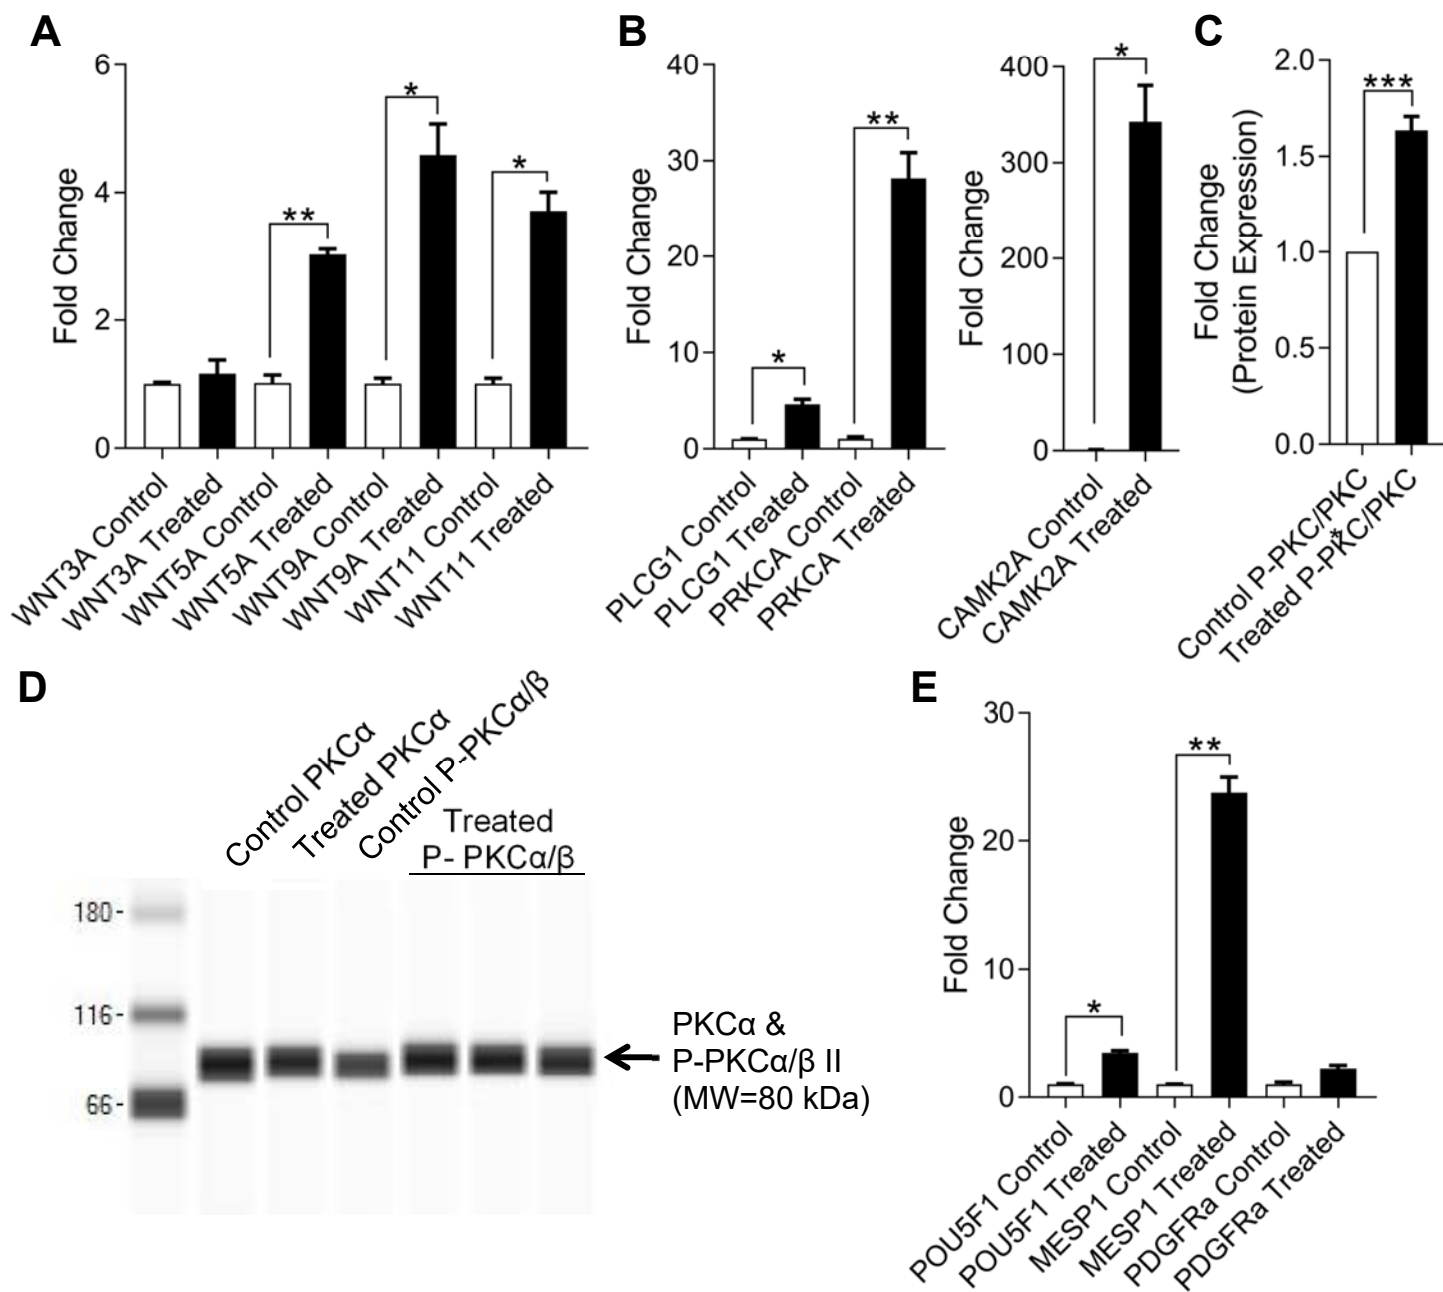 A
6
4
2
0
Fold Change
**
*
*
WNT3A Control
WNT3A Treated
WNT5A Control
WNT5A Treated
WNT9A Control
WNT9A Treated
WNT11 Control
WNT11 Treated
B
40
30
20
10
0
Fold Change
*
**
PLCG1 Control
PLCG1 Treated
PRKCA Control
PRKCA Treated
400
300
200
100
0
Fold Change
*
CAMK2A Control
CAMK2A Treated
C
2.0
1.5
1.0
0.5
0.0
Fold Change
(Protein Expression)
***
Control P-PKC/PKC
*
Treated P-PKC/PKC
D
Control PKCα
Treated PKCα
Control P-PKCα/β
Treated
P- PKCα/β
180-
116-
66-
PKCα &
P-PKCα/β II
(MW=80 kDa)
E
30
20
10
0
Fold Change
*
**
POU5F1 Control
POU5F1 Treated
MESP1 Control
MESP1 Treated
PDGFRa Control
PDGFRa Treated